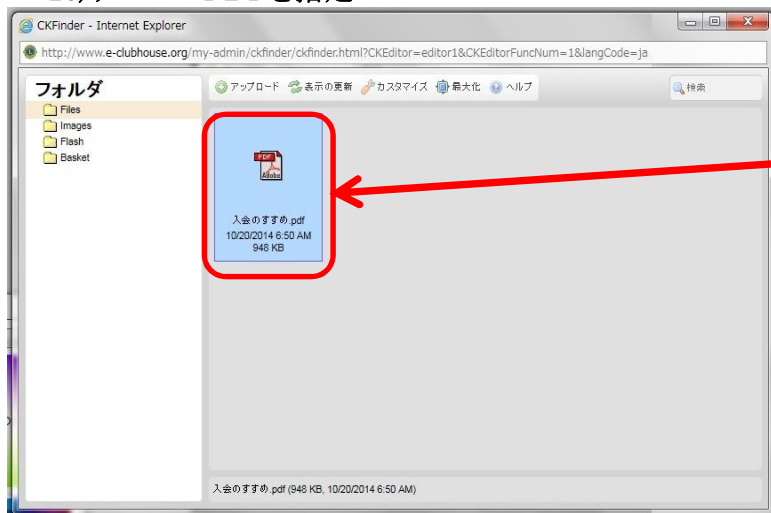 を指定
CKFinder - Internet Explorer
http://www.e-clubhouse.org/my-admin/ckfinder/ckfinder.html?CKEditor=editor1&CKEditorFuncNum=1&langCode=ja
フォルダ
アップロード 表示の更新 カスタマイズ 最大化 ヘルプ 検索
Files
Images
Flash
Basket
PDF
Adobe
入会のすすめ.pdf
10/20/2014 6:50 AM
948 KB
入会のすすめ.pdf (948 KB, 10/20/2014 6:50 AM)